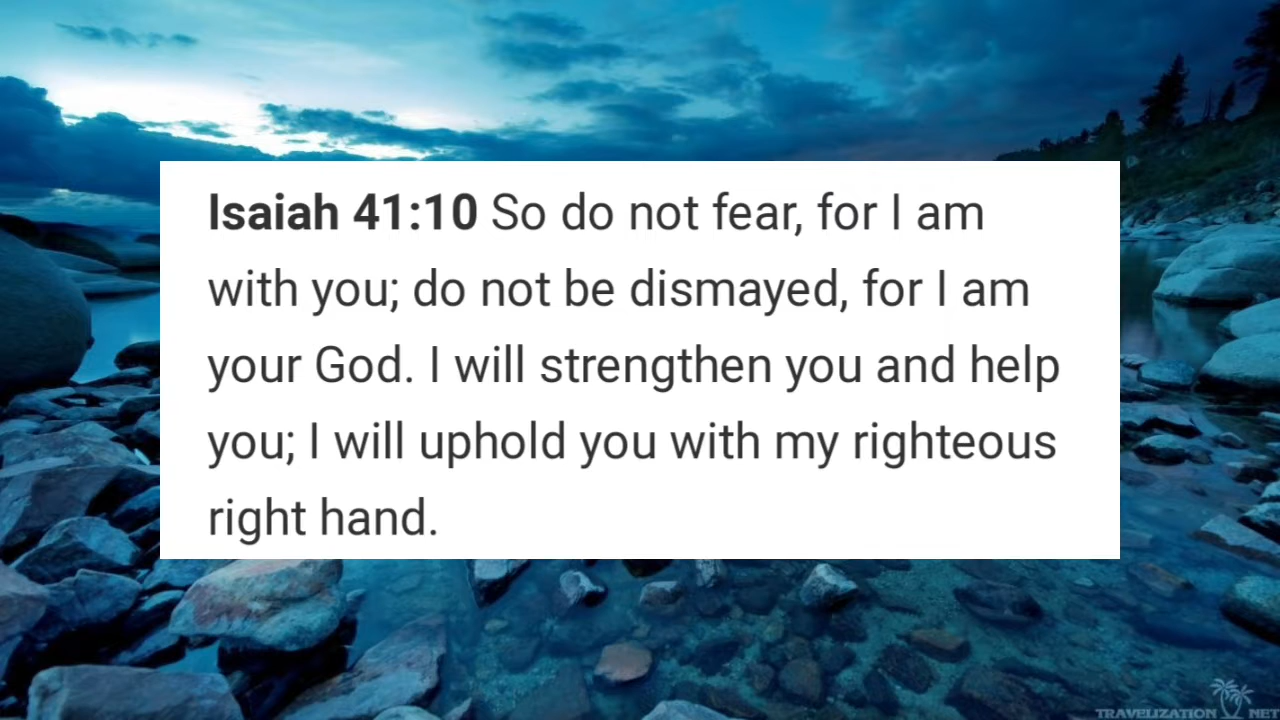 Isaiah 41:10 So do not fear, for I am
with you; do not be dismayed, for I am
your God. I will strengthen you and help
you; I will uphold you with my righteous
right hand.
TRAVELIZATION NET